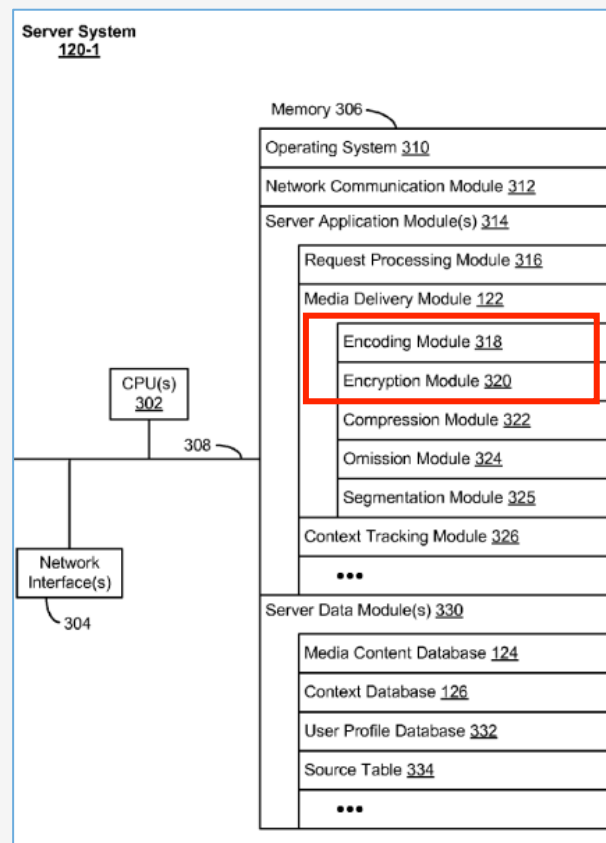 Server System
120-1
Memory 306
Operating System 310
Network Communication Module 312
Server Application Module(s) 314
Request Processing Module 316
Media Delivery Module 122
Encoding Module 318
Encryption Module 320
Compression Module 322
Omission Module 324
Segmentation Module 325
Context Tracking Module 326
•••
CPU(s)
302
308
Network
Interface(s)
304
Server Data Module(s) 330
Media Content Database 124
Context Database 126
User Profile Database 332
Source Table 334
•••